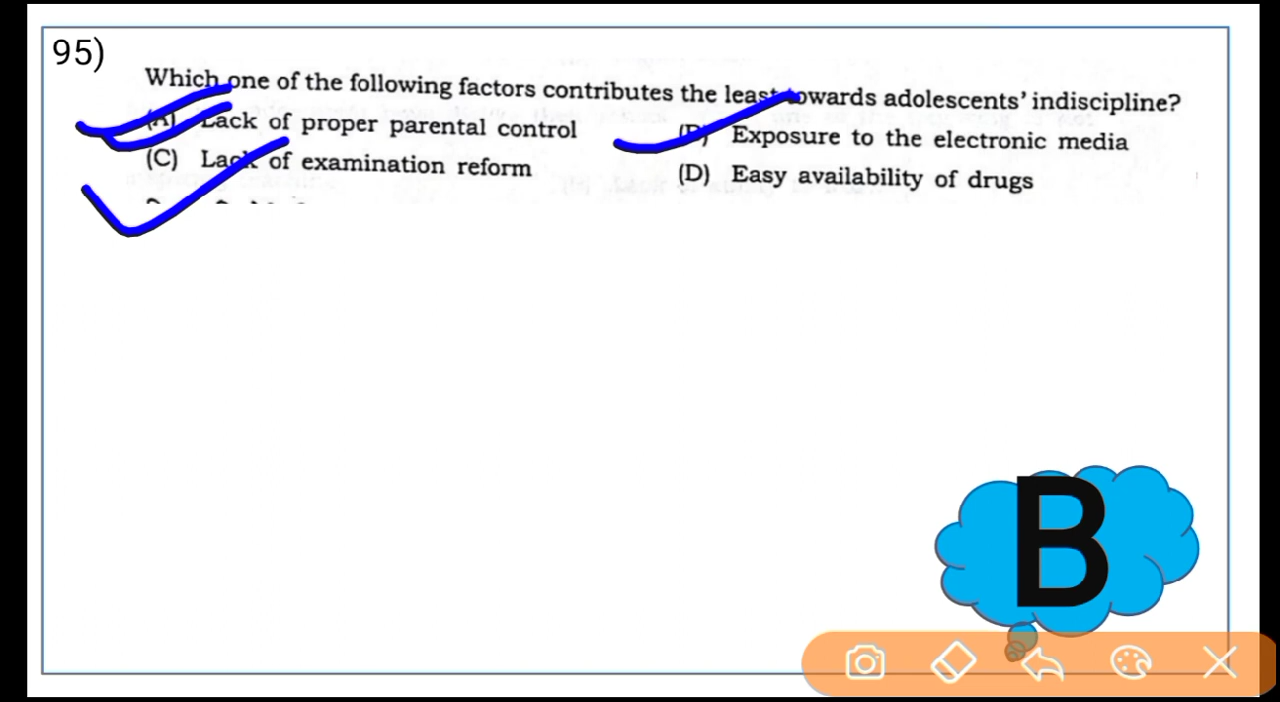 95)
Which one of the following factors contributes the least towards adolescents' indiscipline?
(A) Lack of proper parental control
(B) Exposure to the electronic media
(C) Lack of examination reform
(D) Easy availability of drugs
B